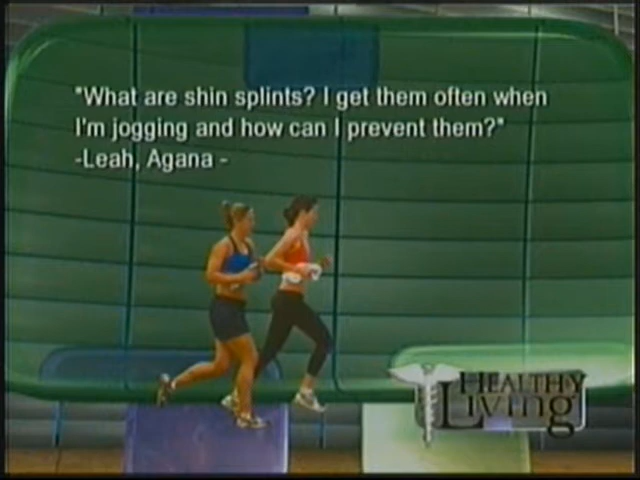 "What are shin splints? I get them often when
I'm jogging and how can I prevent them?"
-Leah, Agana -
HEALTHY
Living